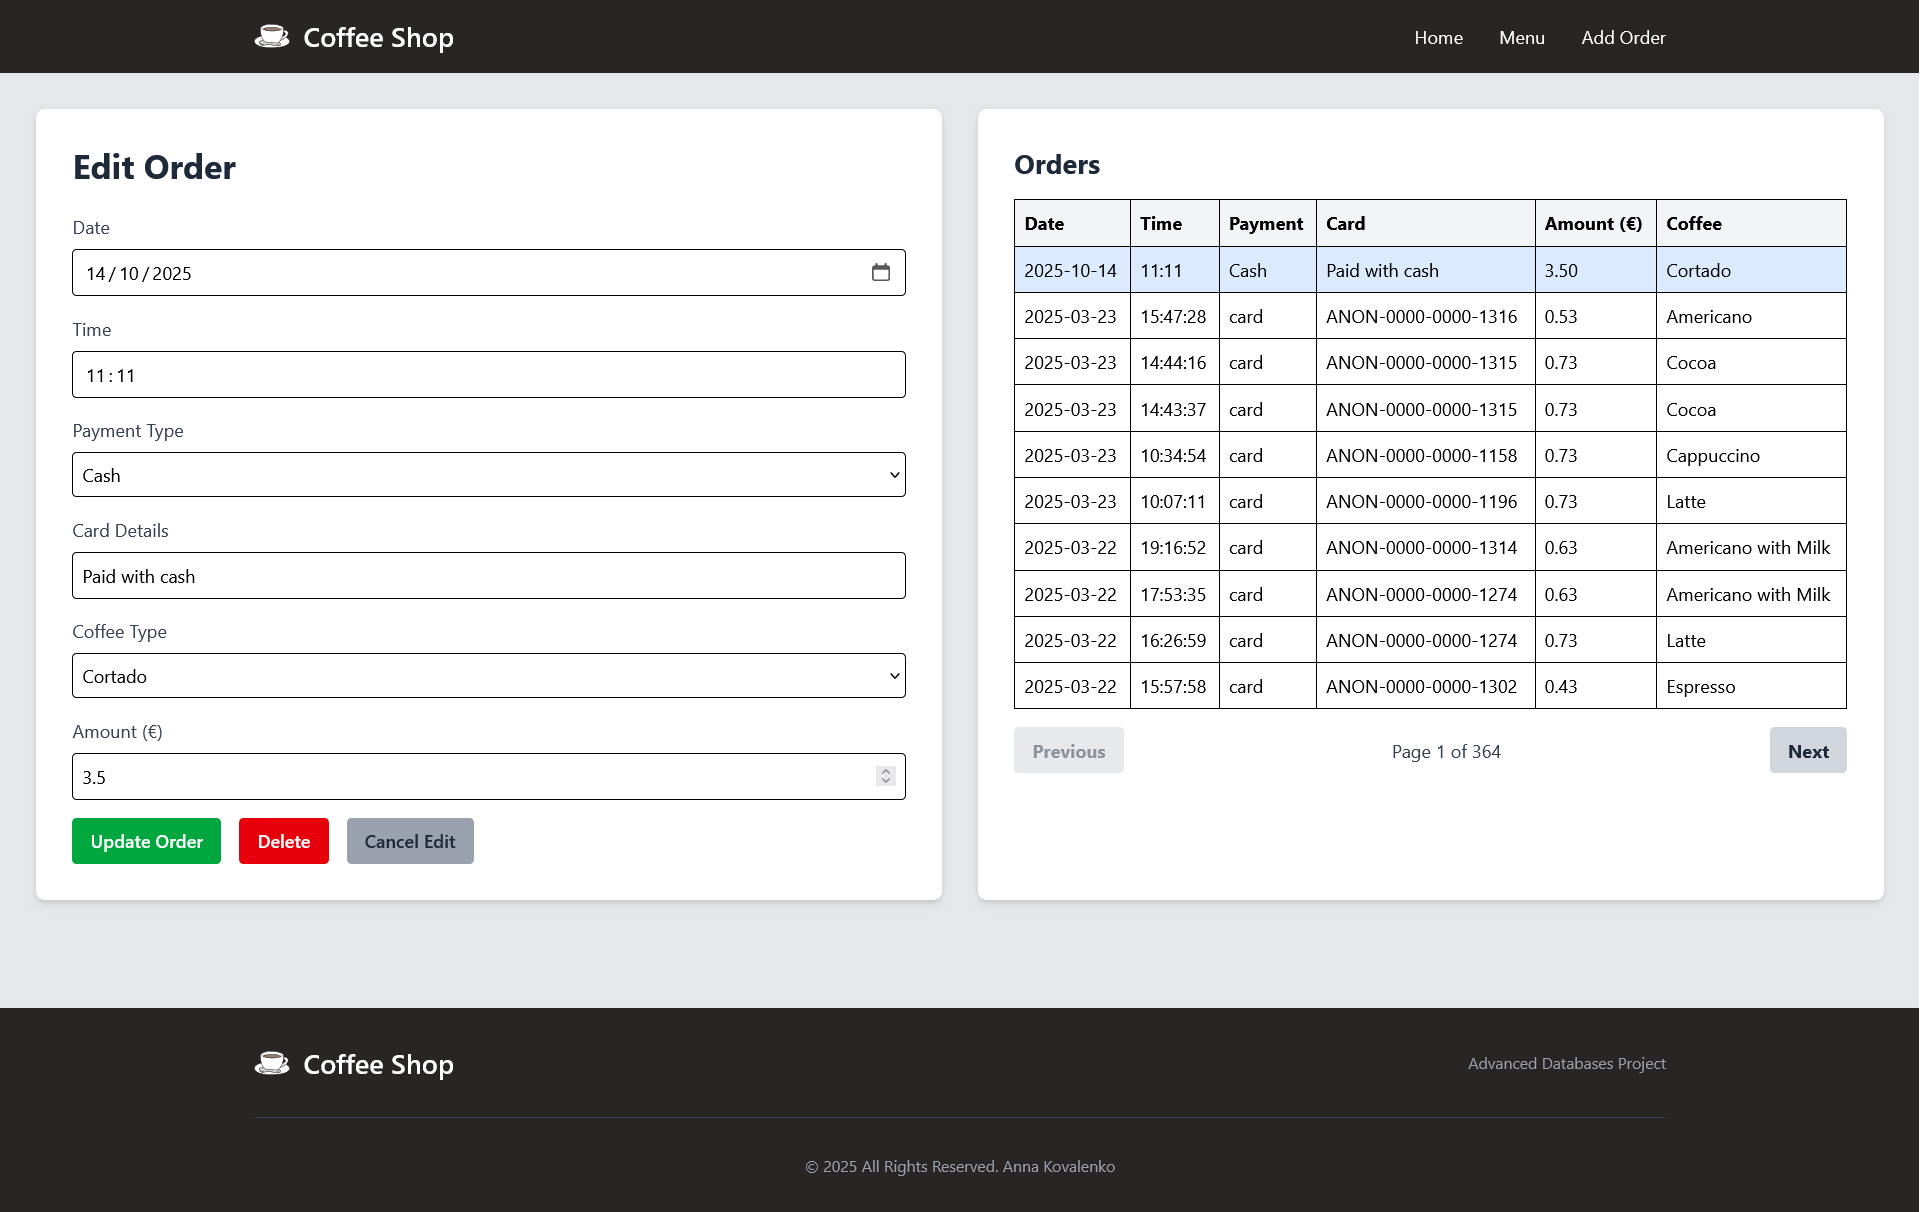 Coffee Shop
Home Menu Add Order
Edit Order
Date
14/10/2025
Time
11:11
Payment Type
Cash
Card Details
Paid with cash
Coffee Type
Cortado
Amount (€)
3.5
Update Order Delete Cancel Edit
Orders
Date Time Payment Card Amount (€) Coffee
2025-10-14 11:11 Cash Paid with cash 3.50 Cortado
2025-03-23 15:47:28 card ANON-0000-0000-1316 0.53 Americano
2025-03-23 14:44:16 card ANON-0000-0000-1315 0.73 Cocoa
2025-03-23 14:43:37 card ANON-0000-0000-1315 0.73 Cocoa
2025-03-23 10:34:54 card ANON-0000-0000-1158 0.73 Cappuccino
2025-03-23 10:07:11 card ANON-0000-0000-1196 0.73 Latte
2025-03-22 19:16:52 card ANON-0000-0000-1314 0.63 Americano with Milk
2025-03-22 17:53:35 card ANON-0000-0000-1274 0.63 Americano with Milk
2025-03-22 16:26:59 card ANON-0000-0000-1274 0.73 Latte
2025-03-22 15:57:58 card ANON-0000-0000-1302 0.43 Espresso
Previous Page 1 of 364 Next
Coffee Shop
Advanced Databases Project
© 2025 All Rights Reserved. Anna Kovalenko